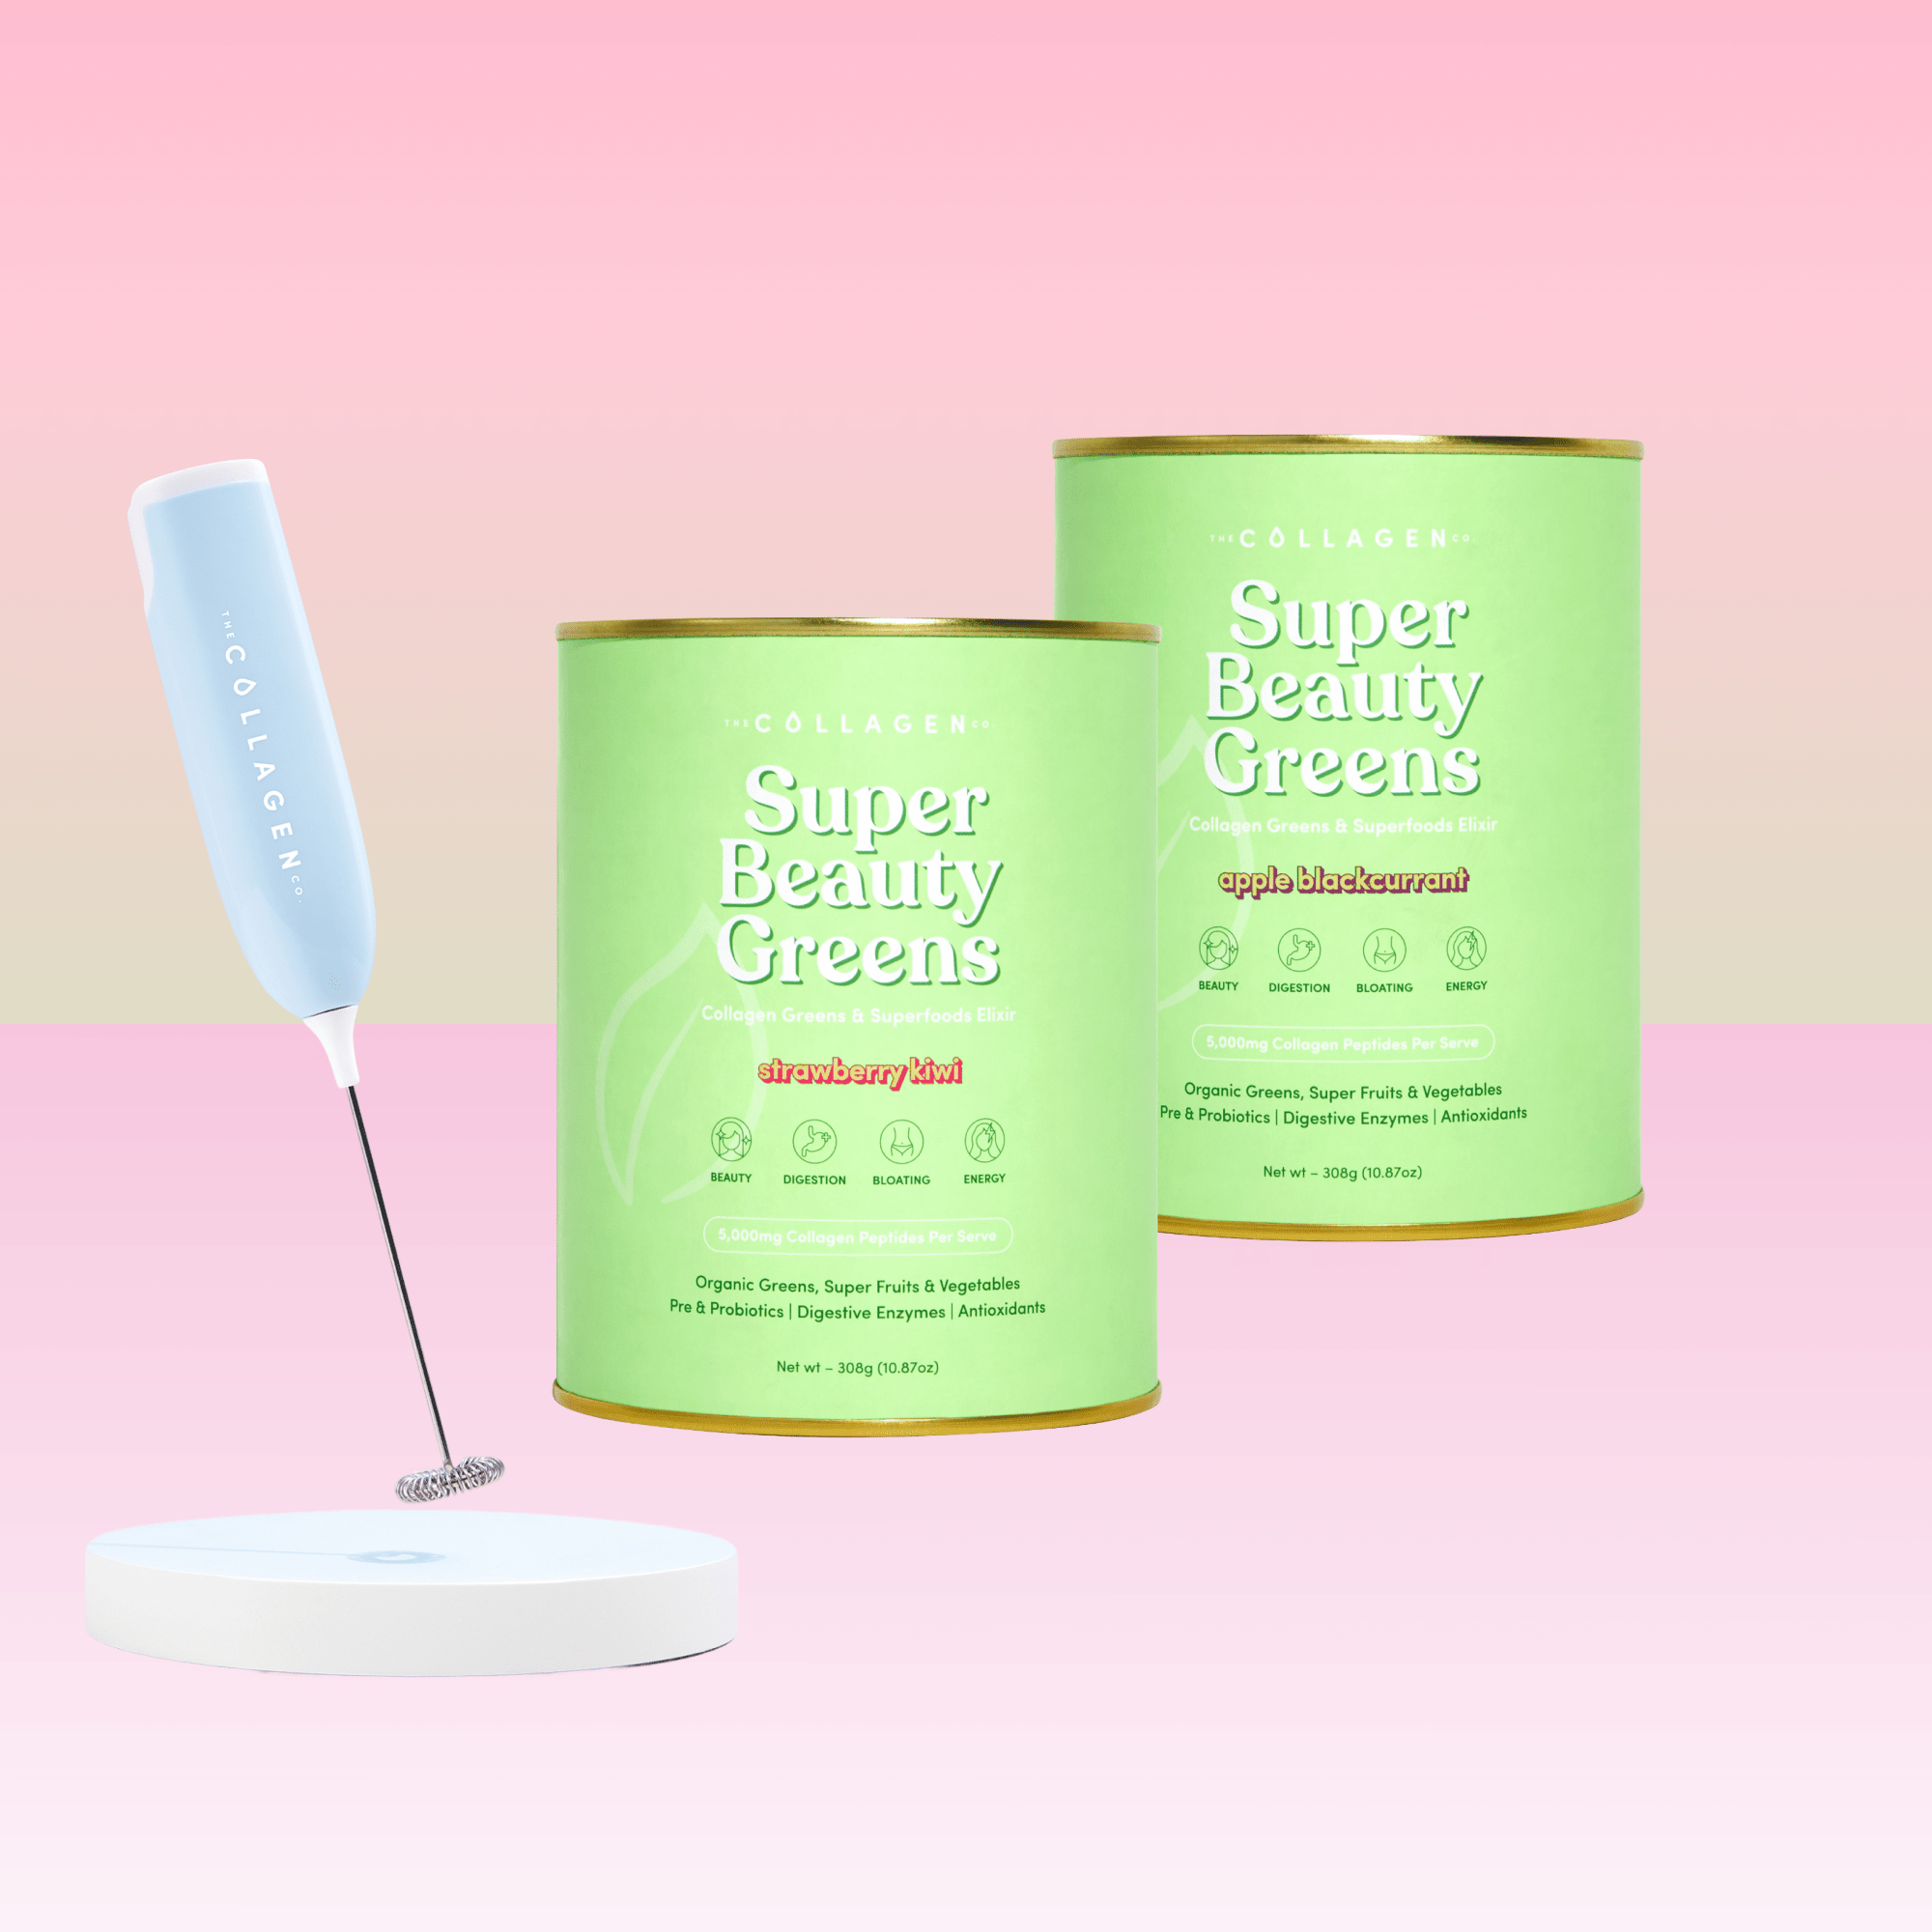 THE COLLAGEN CO.
THE COLLAGEN CO.
Super
Beauty
Greens
Collagen Greens & Superfoods Elixir
strawberry kiwi
BEAUTY DIGESTION BLOATING ENERGY
5,000mg Collagen Peptides Per Serve
Organic Greens, Super Fruits & Vegetables
Pre & Probiotics | Digestive Enzymes | Antioxidants
Net wt – 308g (10.87oz)
THE COLLAGEN CO.
Super
Beauty
Greens
Collagen Greens & Superfoods Elixir
apple blackcurrant
BEAUTY DIGESTION BLOATING ENERGY
5,000mg Collagen Peptides Per Serve
Organic Greens, Super Fruits & Vegetables
Pre & Probiotics | Digestive Enzymes | Antioxidants
Net wt – 308g (10.87oz)